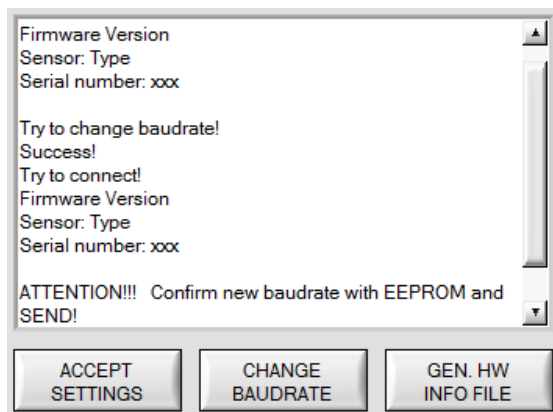 Firmware Version
Sensor: Type
Serial number: xxx
Try to change baudrate!
Success!
Try to connect!
Firmware Version
Sensor: Type
Serial number: xxx
ATTENTION!!!   Confirm new baudrate with EEPROM and
SEND!
ACCEPT
SETTINGS
CHANGE
BAUDRATE
GEN. HW
INFO FILE